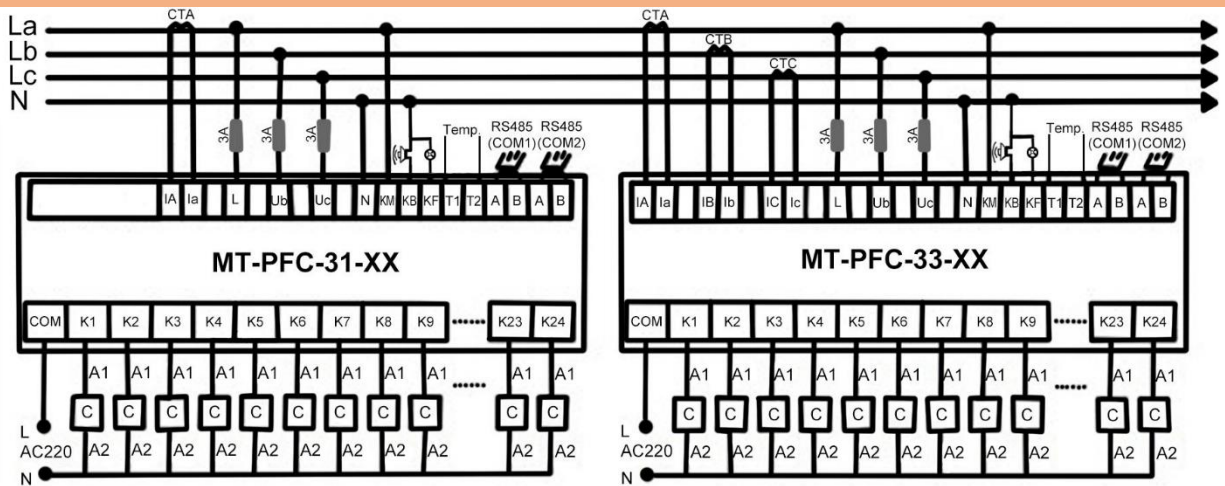 CTA CTA
La
Lb CTB
Lc CTC
N
3A 3A 3A Temp. RS485 RS485 3A 3A 3A Temp. RS485 RS485
(COM1) (COM2) (COM1) (COM2)
IA Ia L Ub Uc N KM KB KF T1 T2 A B A B IA Ia IB Ib IC Ic L Ub Uc N KM KB KF T1 T2 A B A B
MT-PFC-31-XX MT-PFC-33-XX
COM K1 K2 K3 K4 K5 K6 K7 K8 K9 ...... K23 K24 COM K1 K2 K3 K4 K5 K6 K7 K8 K9 ...... K23 K24
A1 A1 A1 A1 A1 A1 A1 A1 A1 ...... A1 A1 A1 A1 A1 A1 A1 A1 A1 A1 A1 ...... A1 A1
C C C C C C C C C C C C C C C C C C C C C C
L L
AC220 A2 A2 A2 A2 A2 A2 A2 A2 A2 A2 A2 AC220 A2 A2 A2 A2 A2 A2 A2 A2 A2 A2 A2
N N